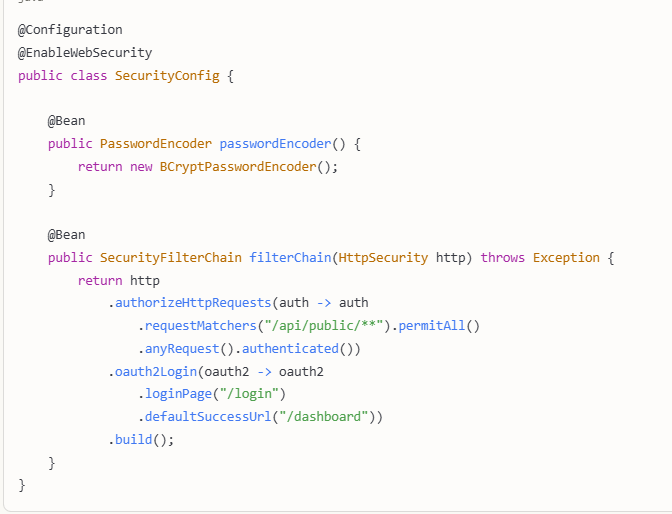 @Configuration
@EnableWebSecurity
public class SecurityConfig {
@Bean
public PasswordEncoder passwordEncoder() {
return new BCryptPasswordEncoder();
}
@Bean
public SecurityFilterChain filterChain(HttpSecurity http) throws Exception {
return http
.authorizeHttpRequests(auth -> auth
.requestMatchers("/api/public/**").permitAll()
.anyRequest().authenticated())
.oauth2Login(oauth2 -> oauth2
.loginPage("/login")
.defaultSuccessUrl("/dashboard"))
.build();
}
}